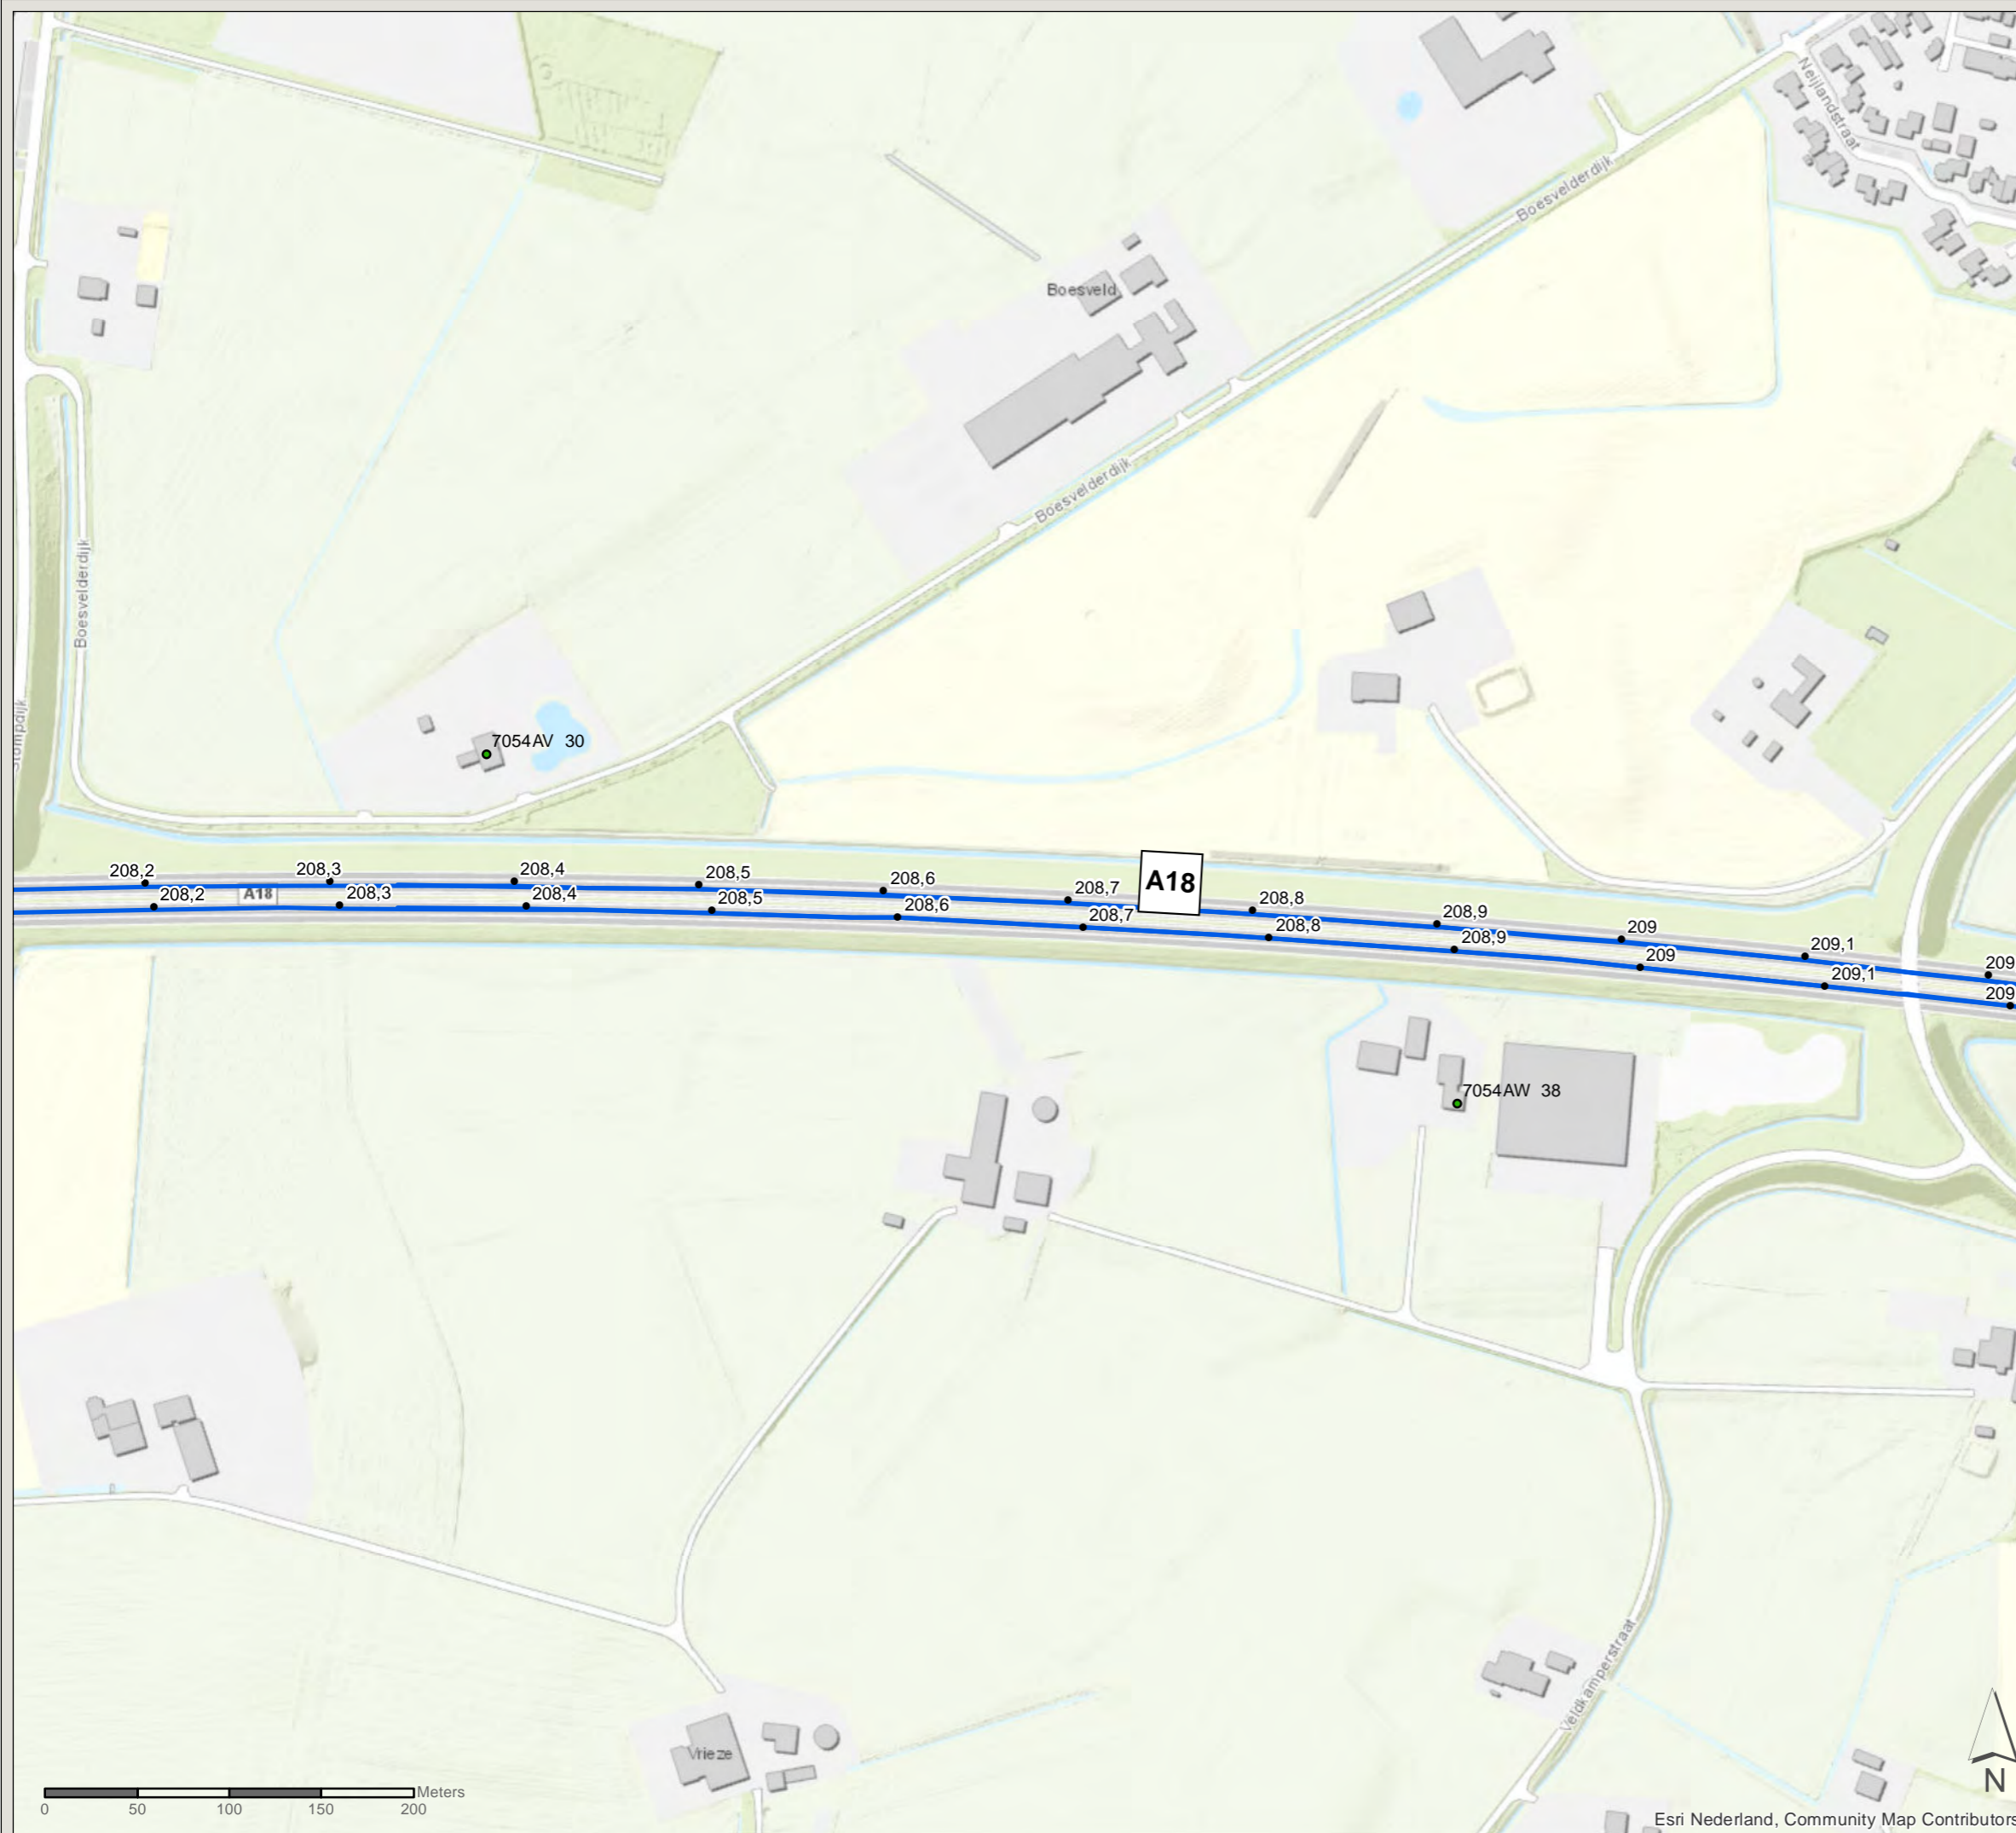 Neijlandstraat
Boesvelderdijk
Boesveld
Boesvelderdijk
Boesvelderdijk
Stompdijk
7054AV 30
208,2
208,3
208,4
208,5
208,6
208,7
A18
208,8
208,9
209
209,1
209
208,2
A18
208,3
208,4
208,5
208,6
208,7
208,8
208,9
209
209,1
209
7054AW 38
Veldkamperstraat
Vrieze
Meters
0 50 100 150 200
N
Esri Nederland, Community Map Contributors